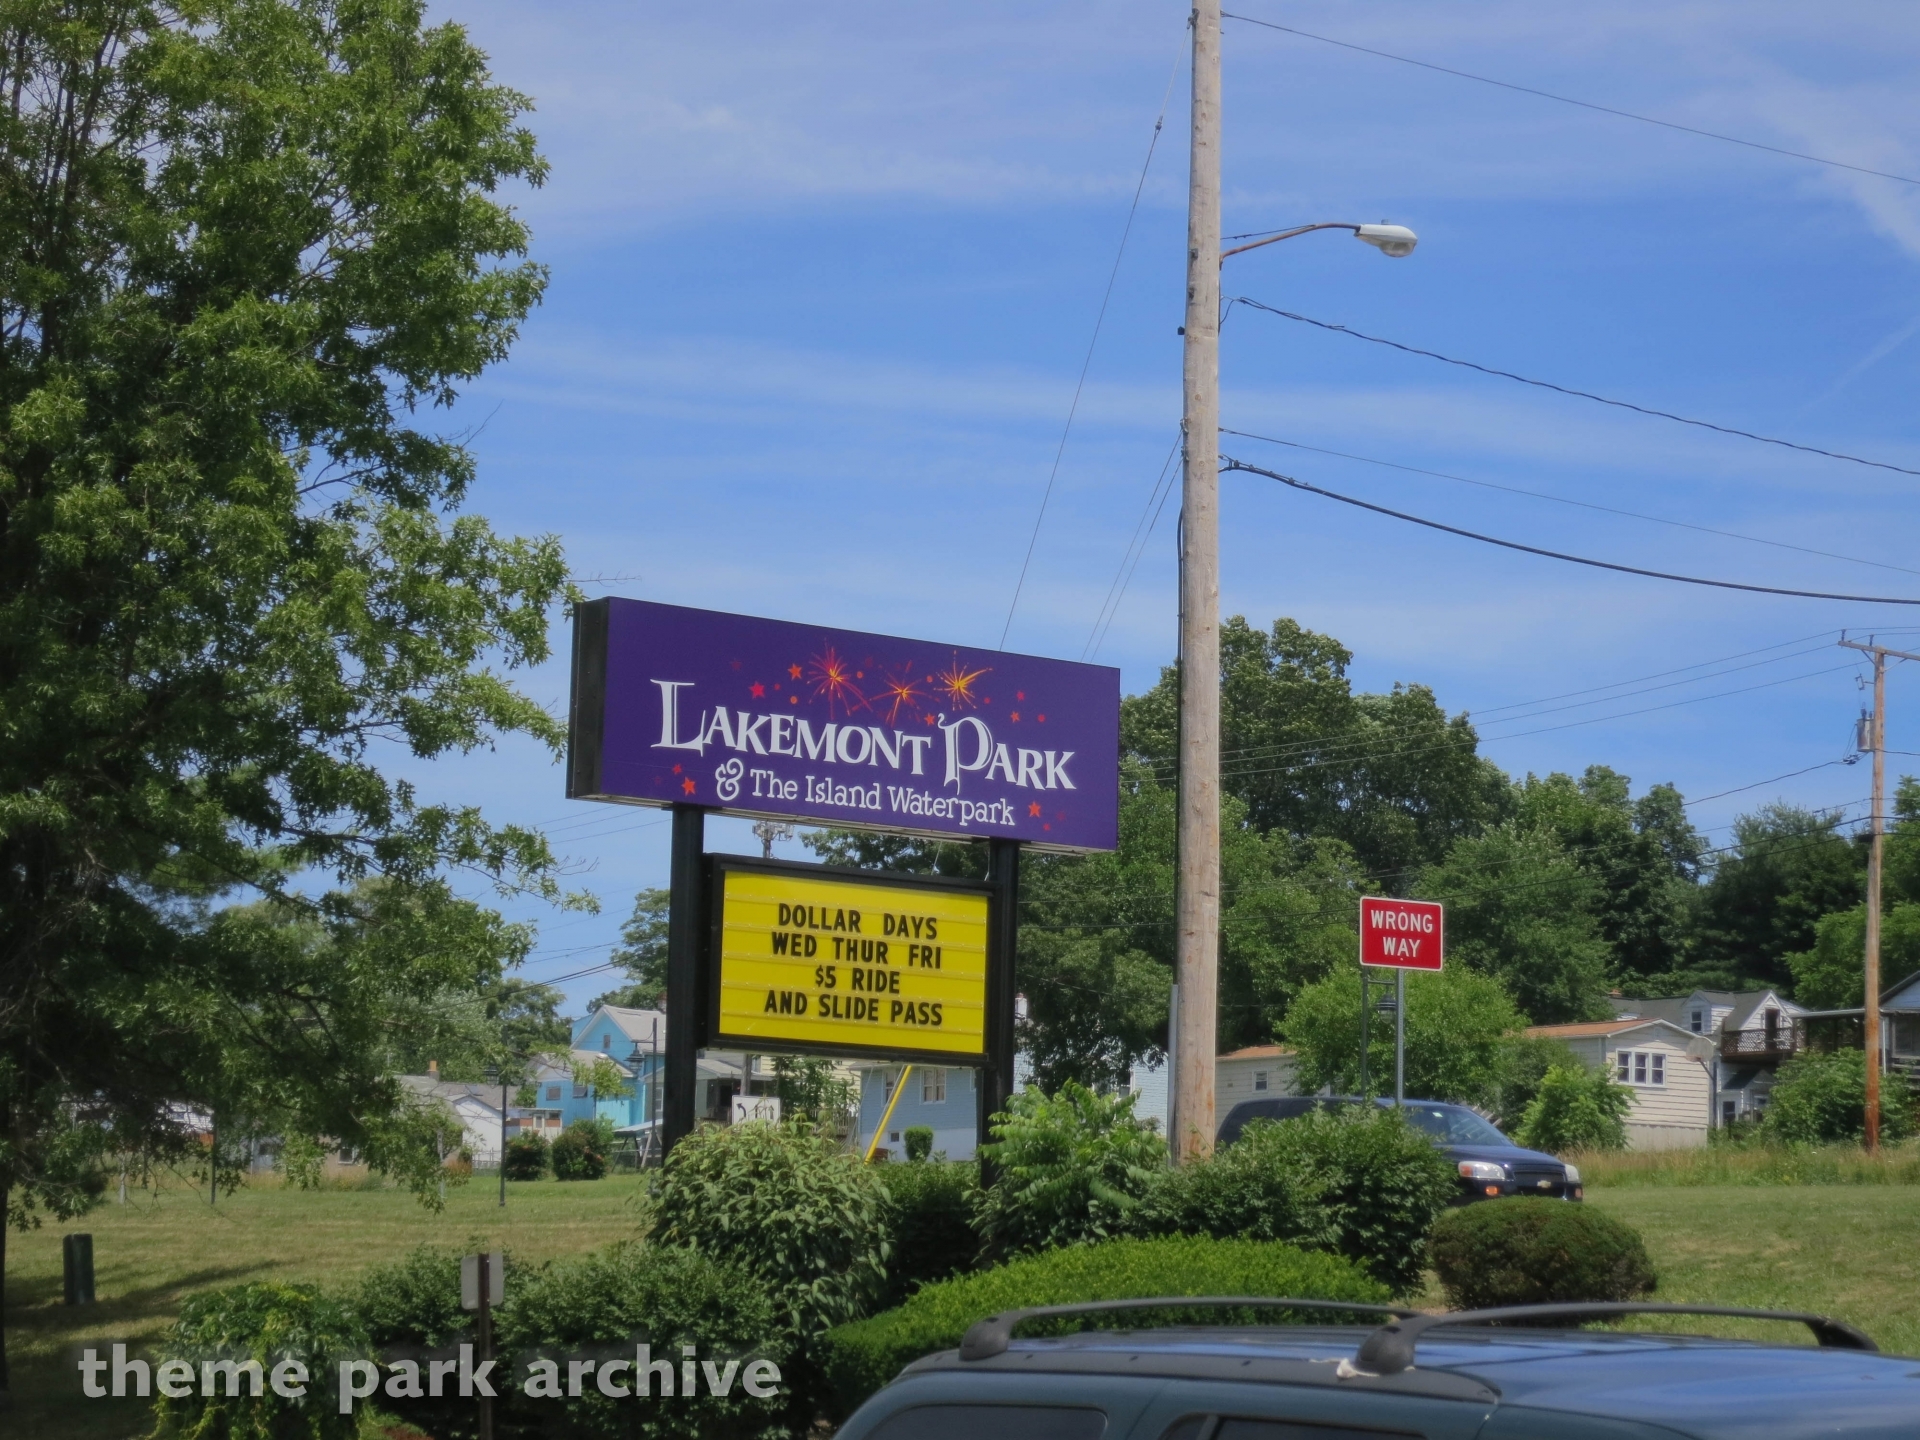 LAKEMONT PARK
& The Island Waterpark
DOLLAR DAYS
WED THUR FRI
$5 RIDE
AND SLIDE PASS
WRONG
WAY
theme park archive